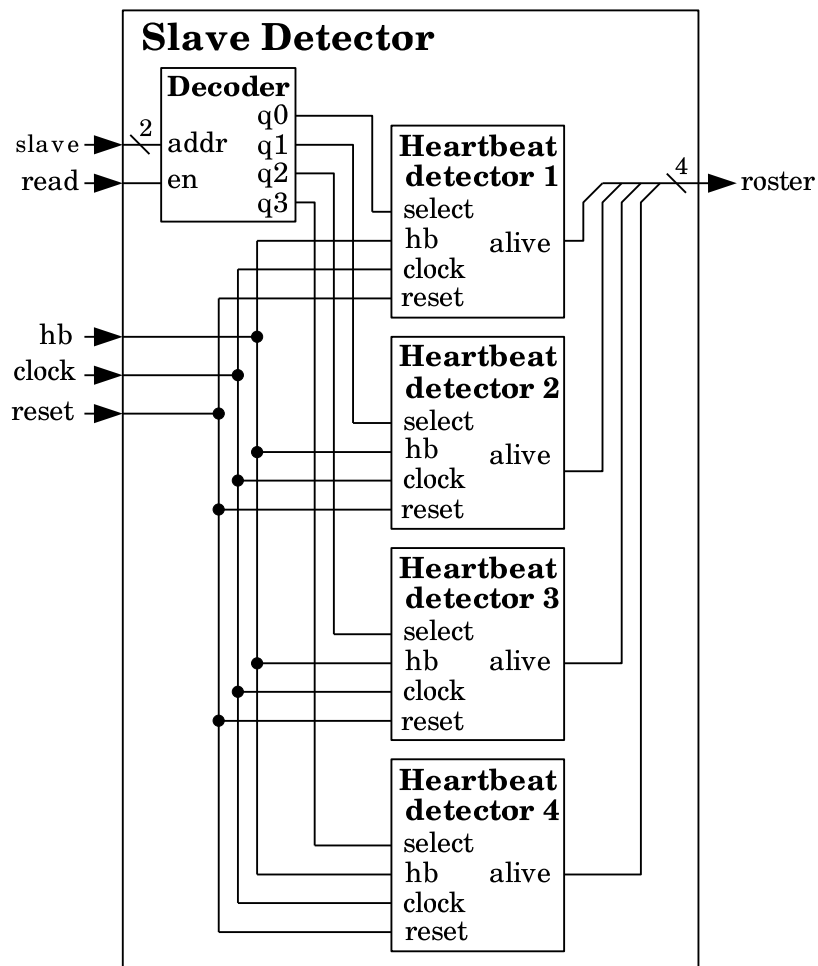 Slave Detector
Decoder
q0
slave
2
addr
q1
read
en
q2
q3
Heartbeat
detector 1
select
hb
alive
clock
reset
4
roster
hb
clock
reset
Heartbeat
detector 2
select
hb
alive
clock
reset
Heartbeat
detector 3
select
hb
alive
clock
reset
Heartbeat
detector 4
select
hb
alive
clock
reset